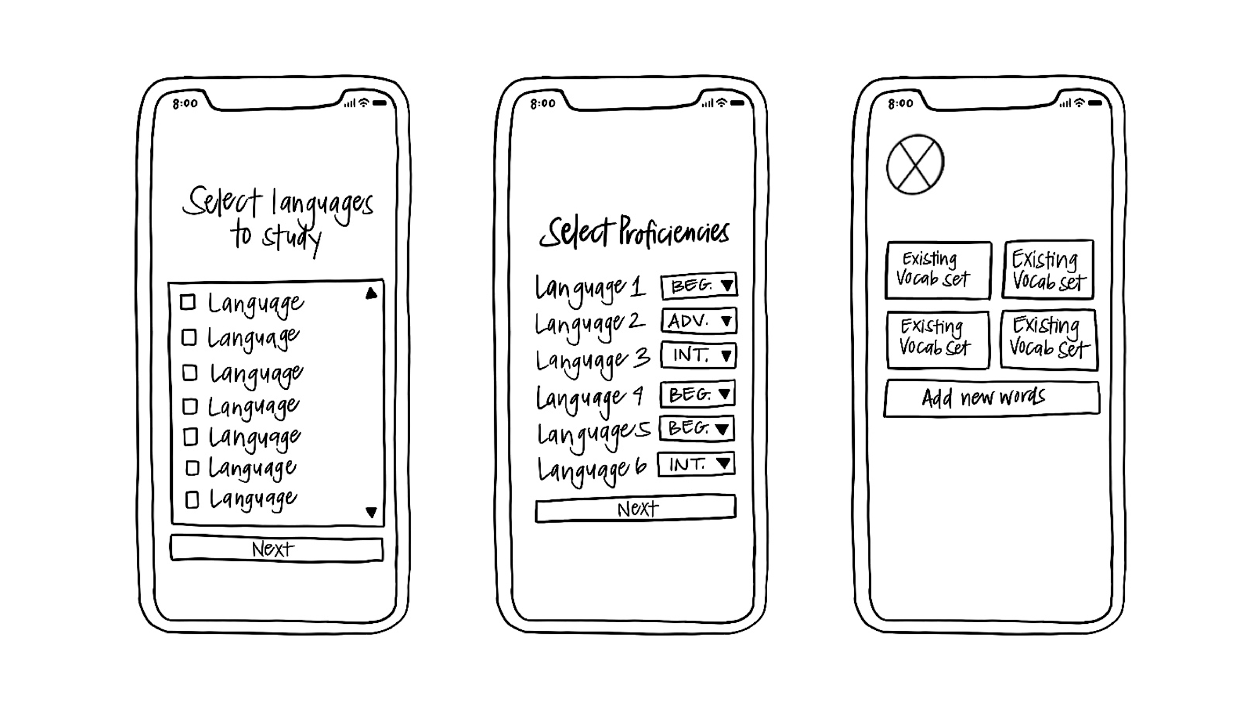 8:00
Select languages
to study
Language
Language
Language
Language
Language
Language
Language
Next
8:00
Select Proficiencies
Language 1 BEG.
Language 2 ADV.
Language 3 INT.
Language 4 BEG.
Language 5 BEG.
Language 6 INT.
Next
8:00
Existing
Vocab set
Existing
Vocab set
Existing
Vocab set
Existing
Vocab set
Add new words